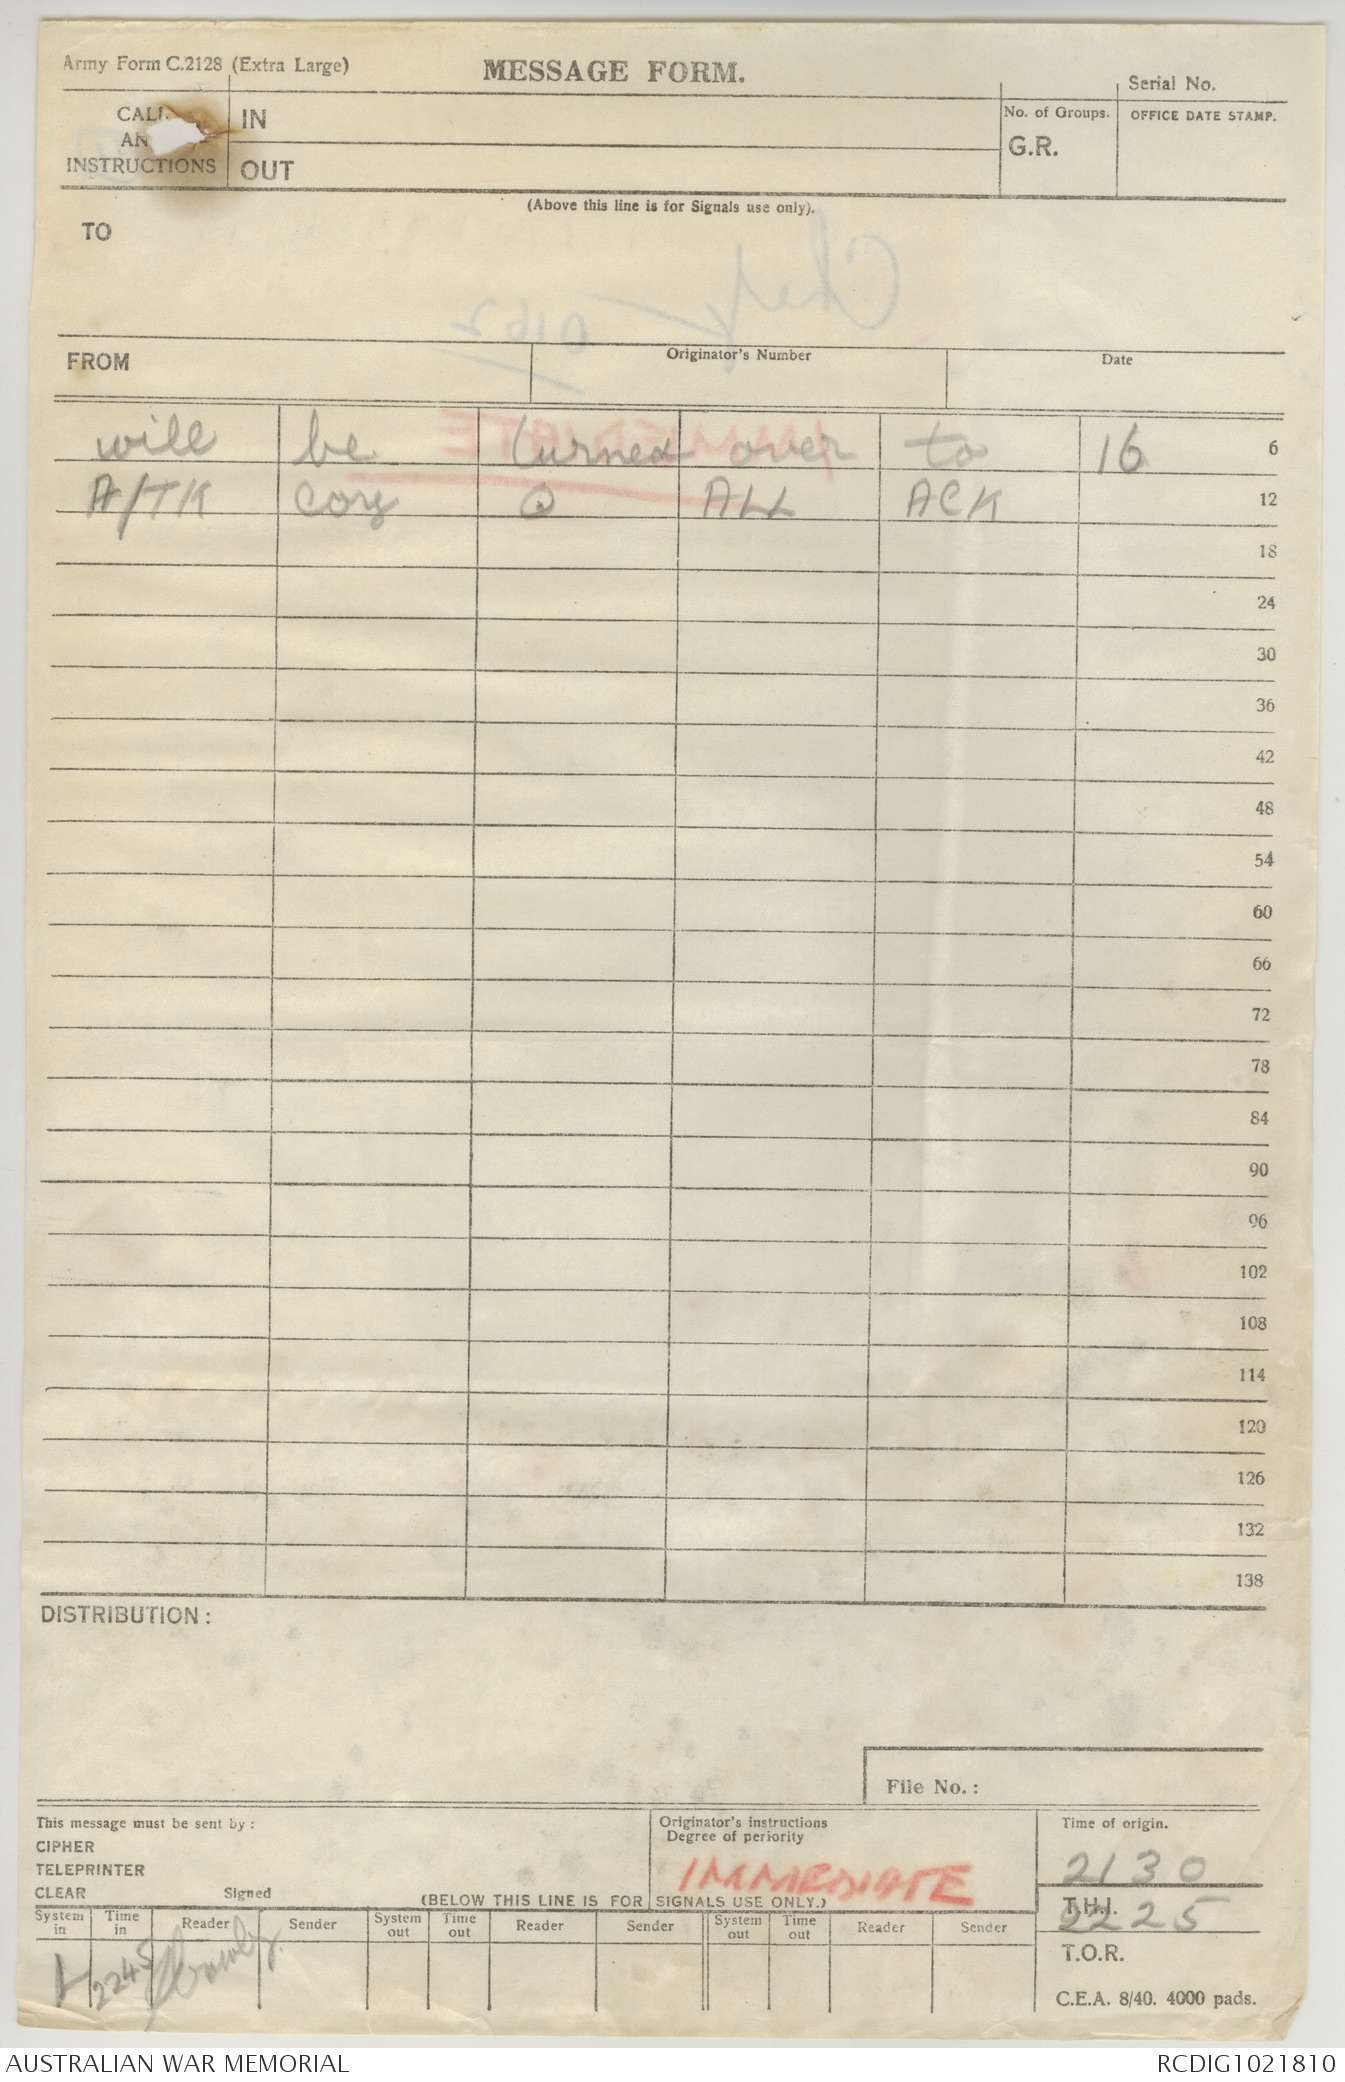 Army Form C.2128 (Extra Large)
MESSAGE FORM.
Serial No.
CALL
AN
INSTRUCTIONS
IN
OUT
No. of Groups.
G.R.
OFFICE DATE STAMP.
(Above this line is for Signals use only).
TO
FROM
Originator's Number
Date
will be turned over to 16 6
A/TK coy ⊙ ALL ACK 12
18
24
30
36
42
48
54
60
66
72
78
84
90
96
102
108
114
120
126
132
138
DISTRIBUTION :
File No. :
This message must be sent by :
CIPHER
TELEPRINTER
CLEAR
Signed
Originator's instructions
Degree of periority
IMMEDIATE
Time of origin.
2130
T.H.I.
2225
T.O.R.
(BELOW THIS LINE IS FOR SIGNALS USE ONLY.)
System in Time in Reader Sender System out Time out Reader Sender System out Time out Reader Sender
2245
C.E.A. 8/40. 4000 pads.
AUSTRALIAN WAR MEMORIAL
RCDIG1021810